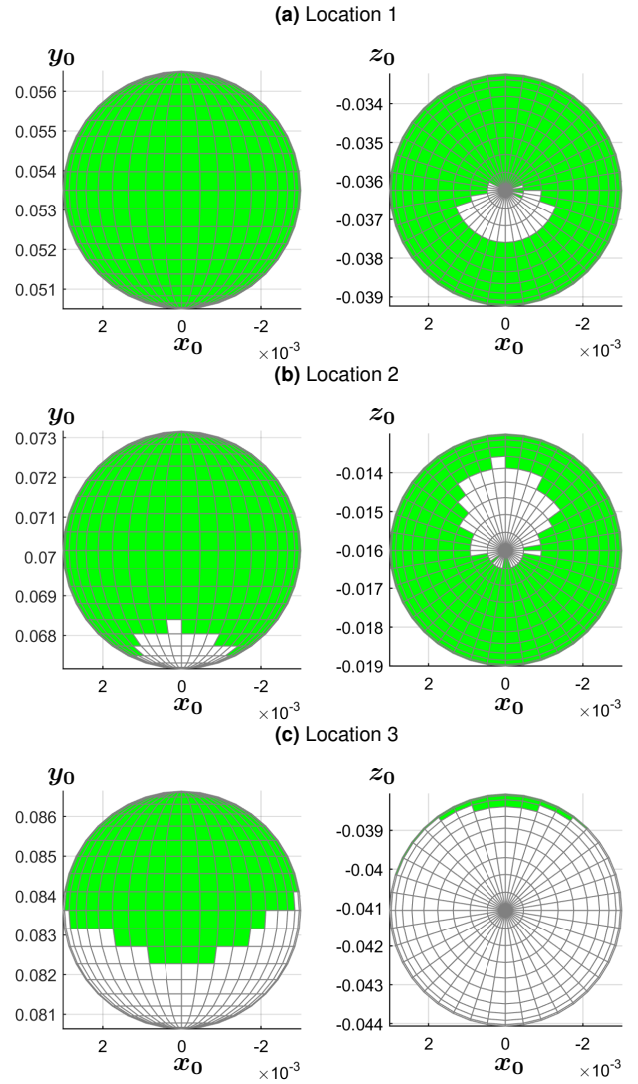 (a) Location 1
y₀
0.056
0.055
0.054
0.053
0.052
0.051
2 0 -2
x₀
×10⁻³
z₀
-0.034
-0.035
-0.036
-0.037
-0.038
-0.039
2 0 -2
x₀
×10⁻³
(b) Location 2
y₀
0.073
0.072
0.071
0.07
0.069
0.068
2 0 -2
x₀
×10⁻³
z₀
-0.014
-0.015
-0.016
-0.017
-0.018
-0.019
2 0 -2
x₀
×10⁻³
(c) Location 3
y₀
0.086
0.085
0.084
0.083
0.082
0.081
2 0 -2
x₀
×10⁻³
z₀
-0.039
-0.04
-0.041
-0.042
-0.043
-0.044
2 0 -2
x₀
×10⁻³